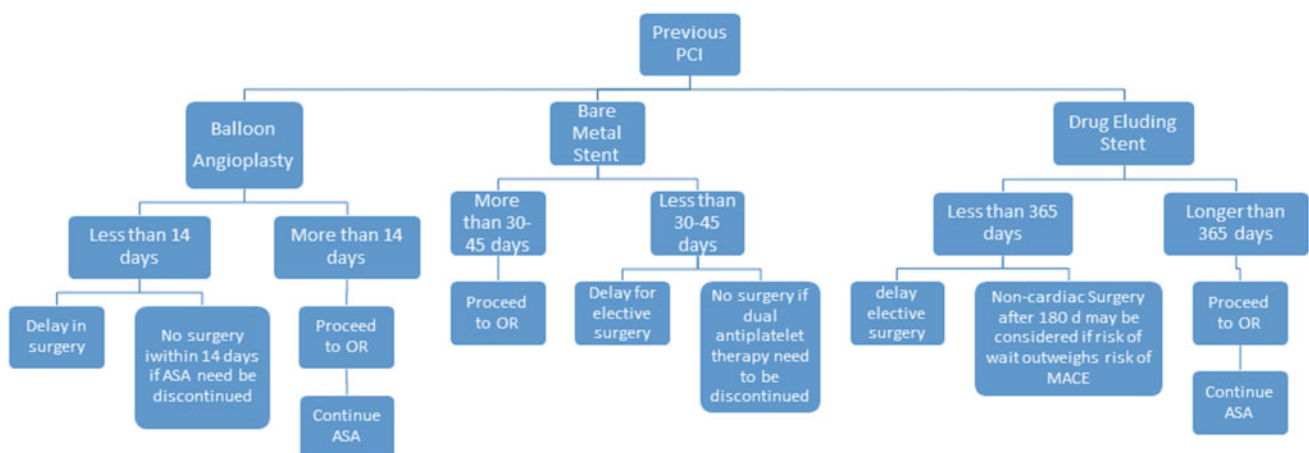 Previous
PCI
Balloon
Angioplasty
Bare
Metal
Stent
Drug Eluding
Stent
Less than 14
days
More than 14
days
More
than 30-
45 days
Less than
30-45
days
Less than 365
days
Longer than
365 days
Delay in
surgery
No surgery
iwithin 14 days
if ASA need be
discontinued
Proceed
to OR
Continue
ASA
Proceed
to OR
Delay for
elective
surgery
No surgery if
dual
antiplatelet
therapy need
to be
discontinued
delay
elective
surgery
Non-cardiac Surgery
after 180 d may be
considered if risk of
wait outweighs risk of
MACE
Proceed
to OR
Continue
ASA